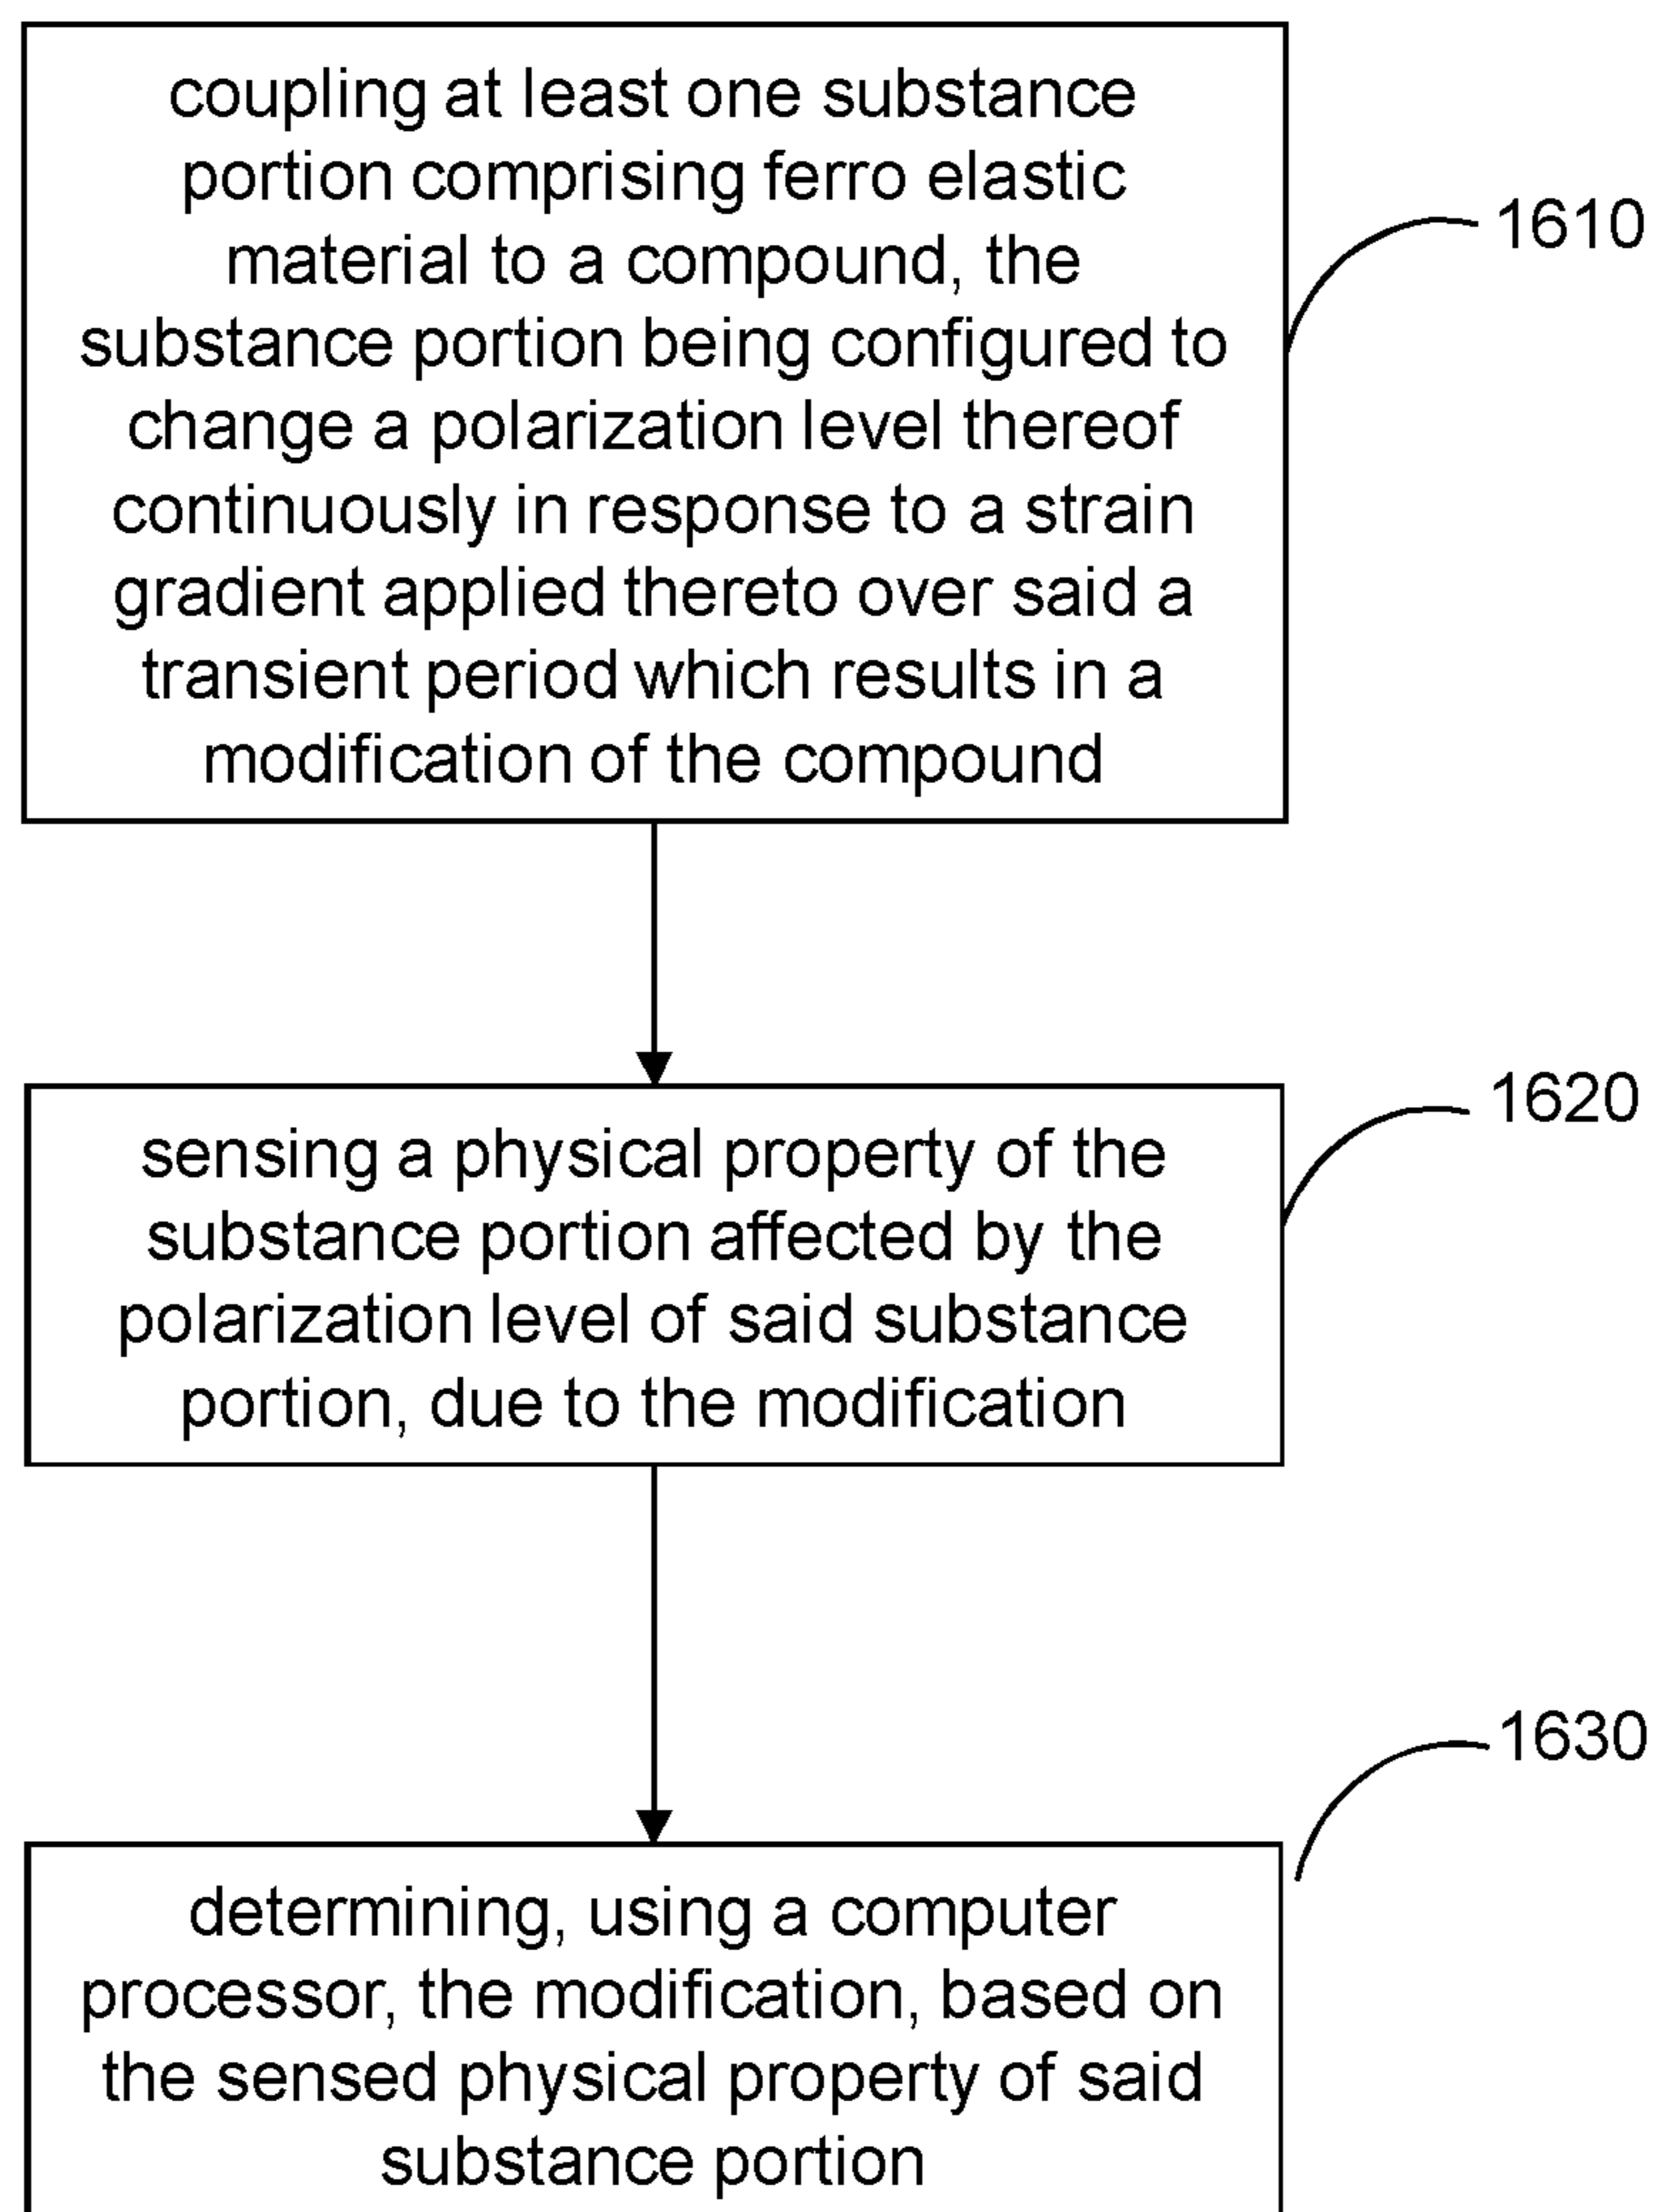 coupling at least one substance
portion comprising ferro elastic
material to a compound, the
substance portion being configured to
change a polarization level thereof
continuously in response to a strain
gradient applied thereto over said a
transient period which results in a
modification of the compound
1610
sensing a physical property of the
substance portion affected by the
polarization level of said substance
portion, due to the modification
1620
determining, using a computer
processor, the modification, based on
the sensed physical property of said
substance portion
1630